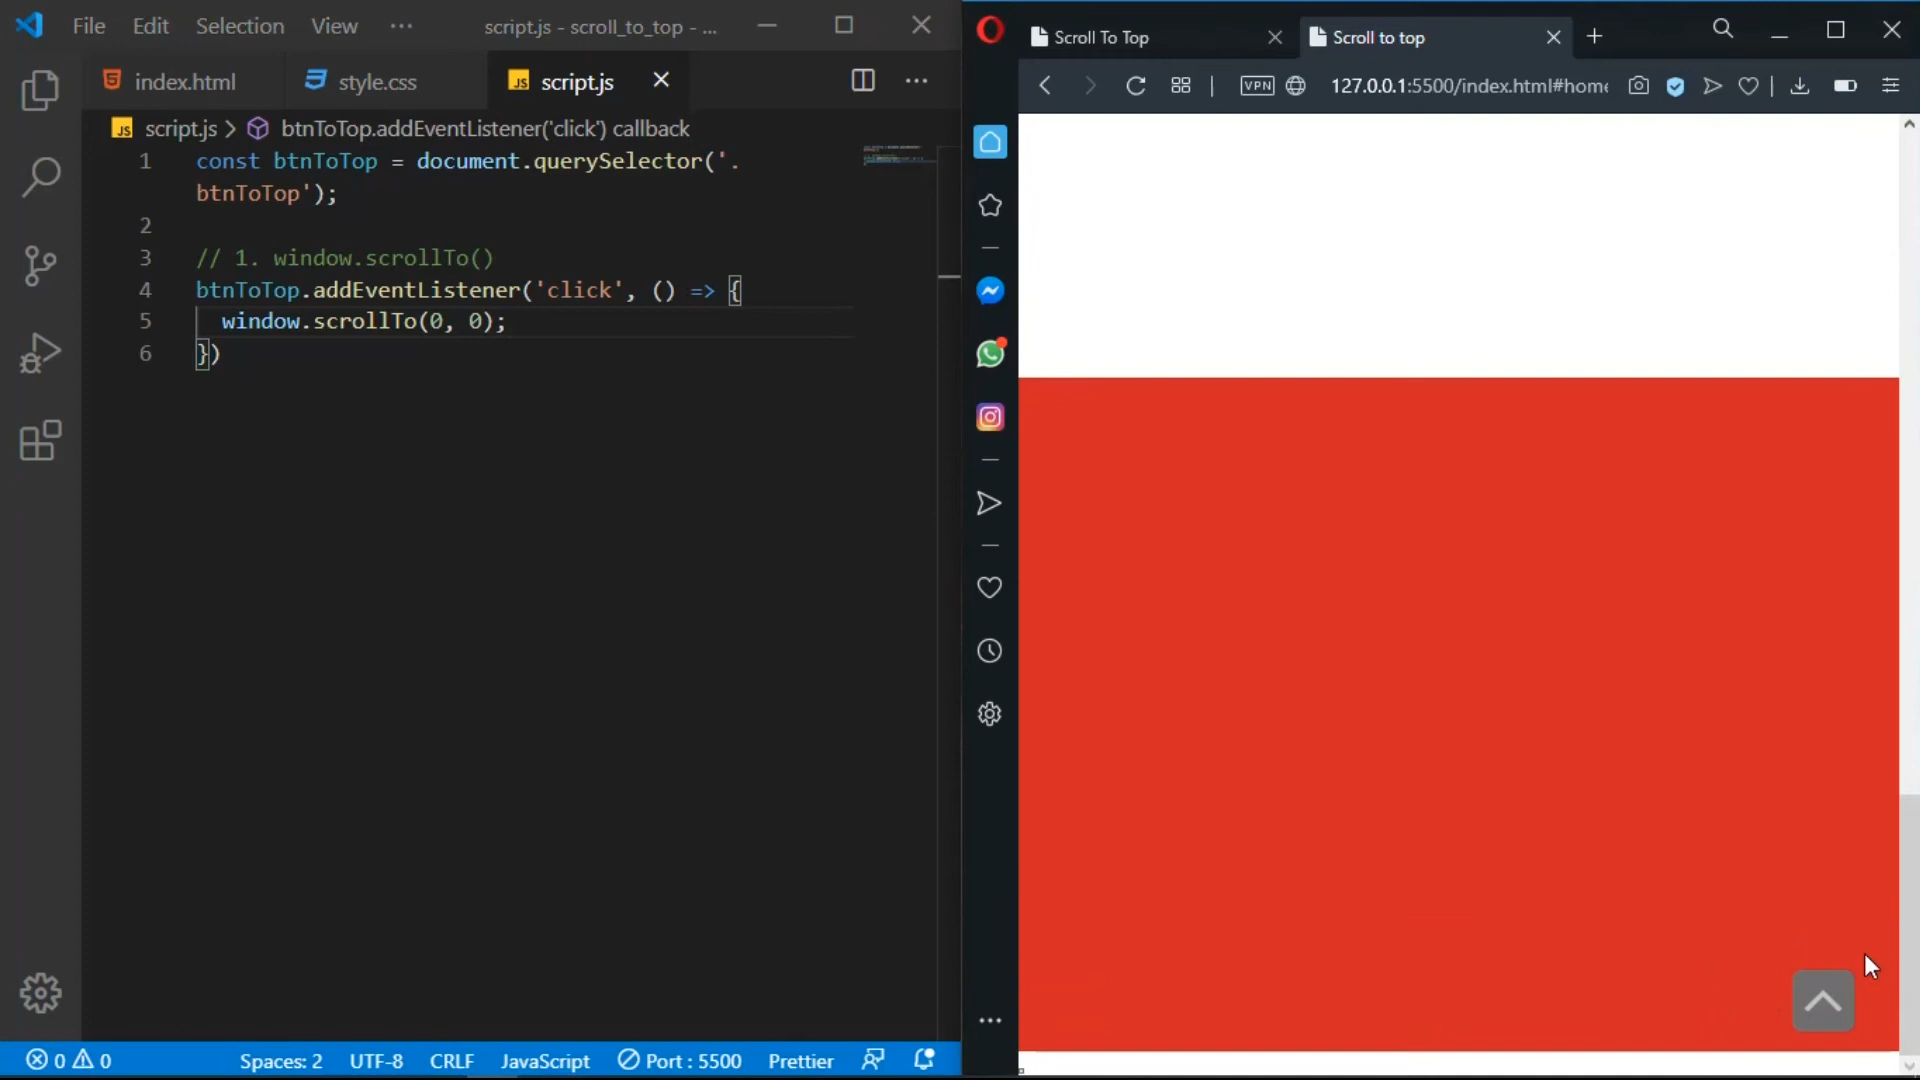 File Edit Selection View ··· script.js - scroll_to_top - ...
index.html style.css JS script.js
JS script.js > btnToTop.addEventListener('click') callback
1 const btnToTop = document.querySelector('.
btnToTop');
2
3 // 1. window.scrollTo()
4 btnToTop.addEventListener('click', () => {
5 window.scrollTo(0, 0);
6 })
0 0 Spaces: 2 UTF-8 CRLF JavaScript Port : 5500 Prettier
Scroll To Top Scroll to top
VPN 127.0.0.1:5500/index.html#home